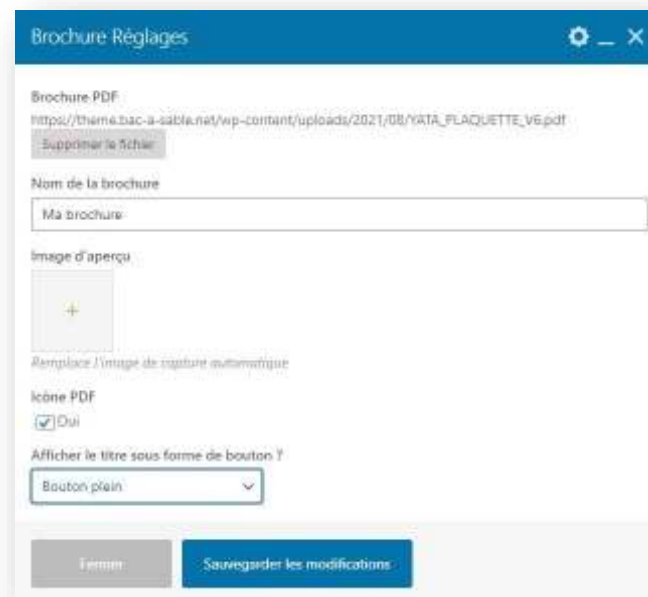 Brochure Réglages
Brochure PDF
https://theme.bac-a-sable.net/wp-content/uploads/2021/08/YATA_PLAQUETTE_V6.pdf
Supprimer le fichier
Nom de la brochure
Ma brochure
Image d'aperçu
+
Remplace l'image de capture automatique
Icône PDF
Oui
Afficher le titre sous forme de bouton ?
Bouton plein
Fermer
Sauvegarder les modifications